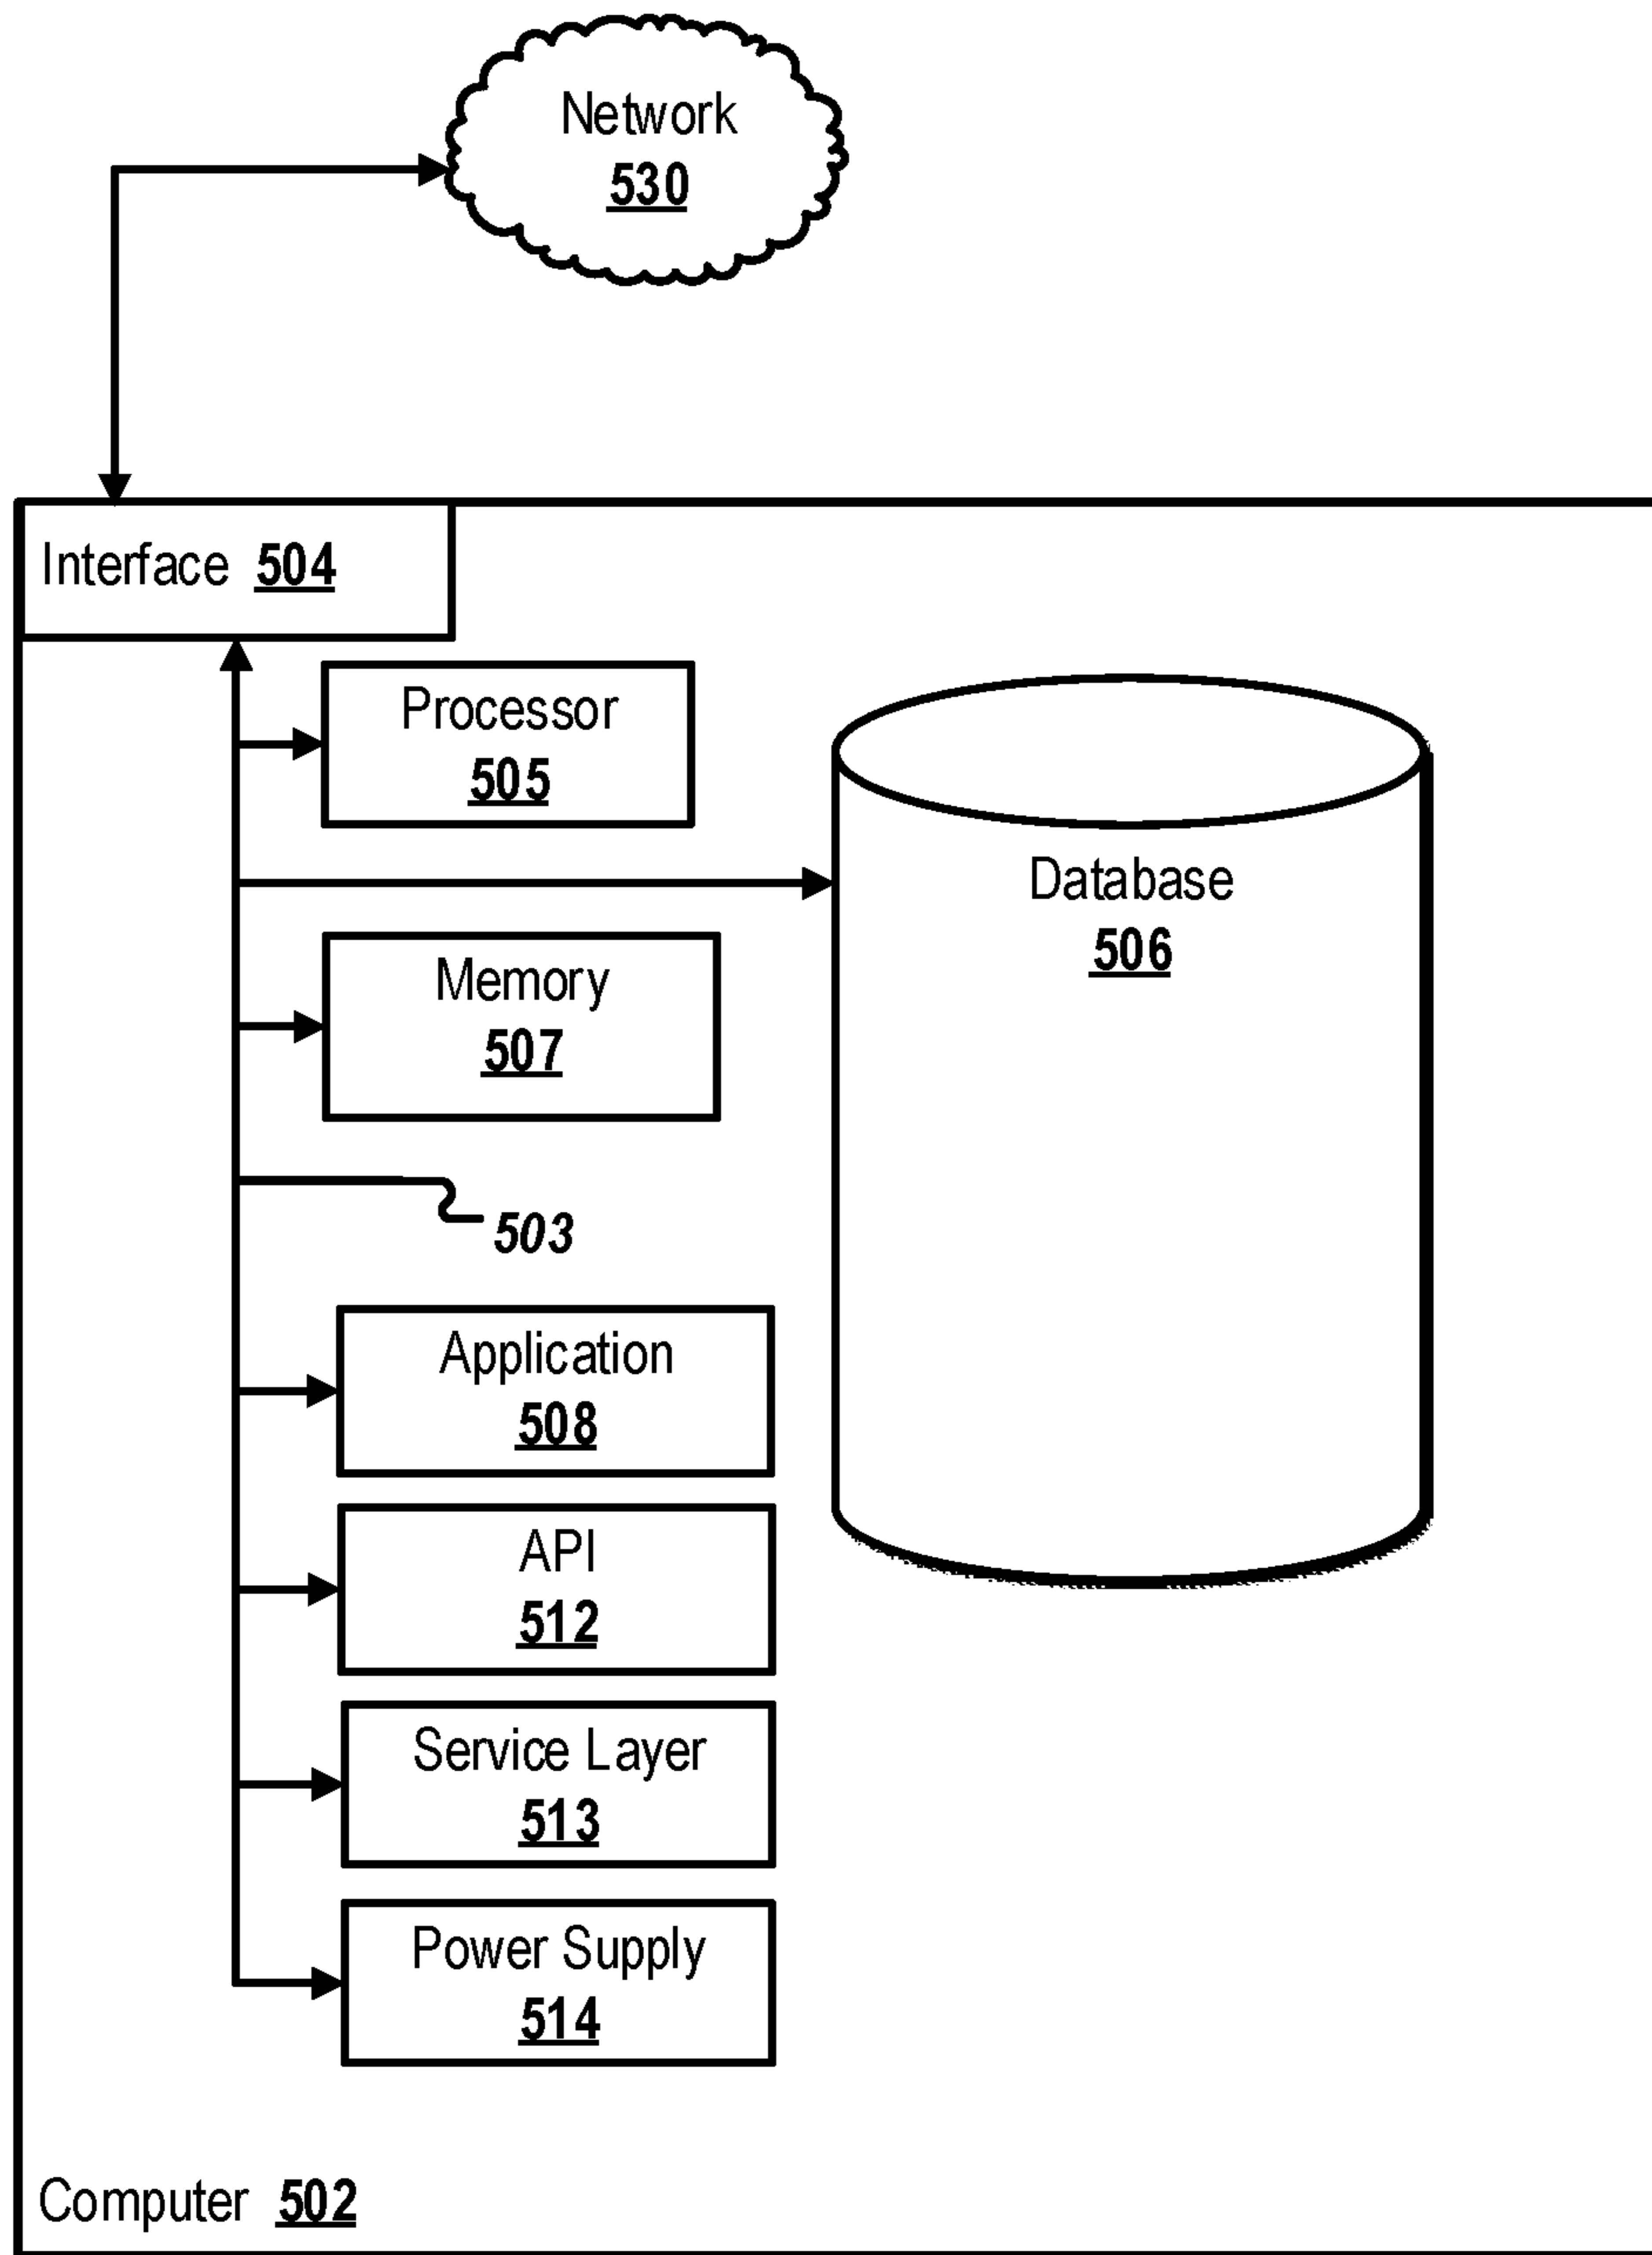 Network
530
Interface 504
Processor
505
Database
506
Memory
507
503
Application
508
API
512
Service Layer
513
Power Supply
514
Computer 502